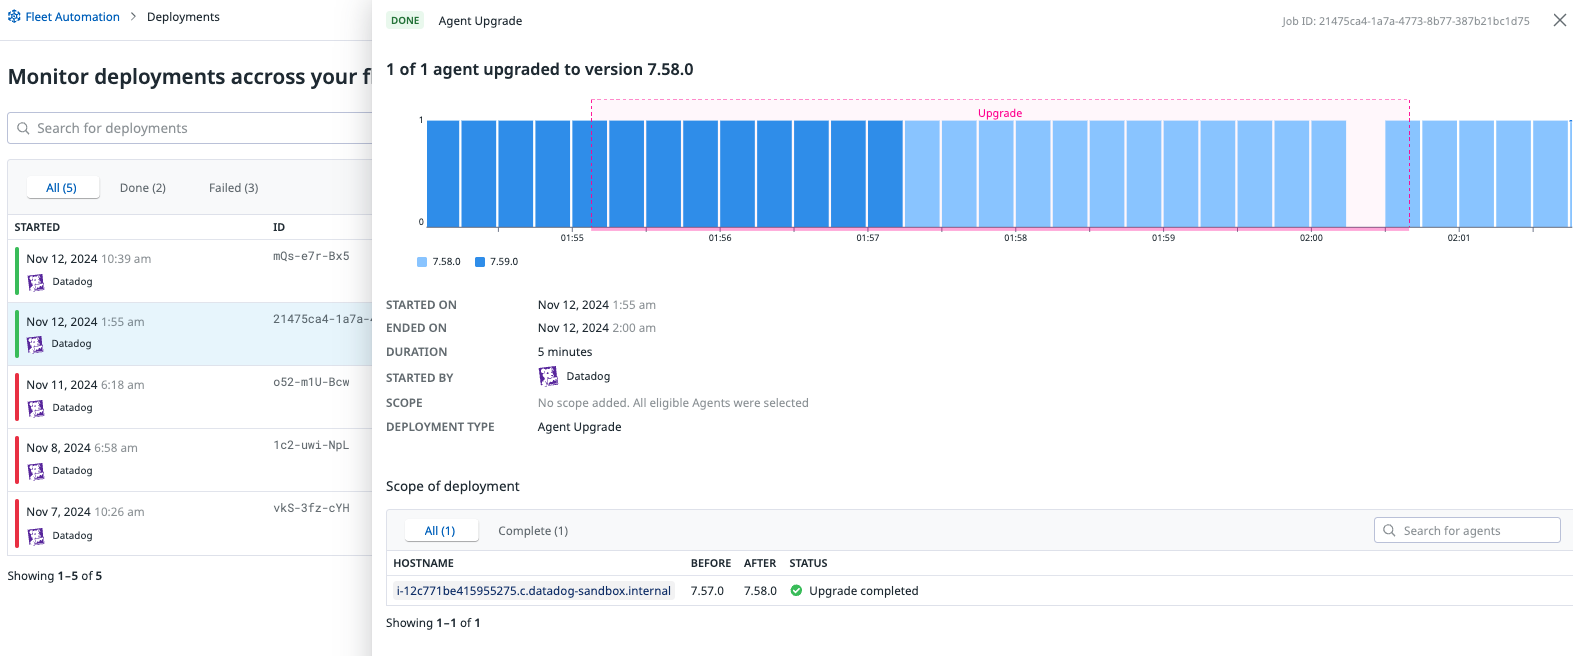 Fleet Automation > Deployments
Monitor deployments accross your f
Search for deployments
All (5) Done (2) Failed (3)
STARTED ID
Nov 12, 2024 10:39 am mQs-e7r-Bx5
Datadog
Nov 12, 2024 1:55 am 21475ca4-1a7a-4
Datadog
Nov 11, 2024 6:18 am o52-m1U-Bcw
Datadog
Nov 8, 2024 6:58 am 1c2-uwi-NpL
Datadog
Nov 7, 2024 10:26 am vkS-3fz-cYH
Datadog
Showing 1–5 of 5
DONE Agent Upgrade Job ID: 21475ca4-1a7a-4773-8b77-387b21bc1d75
1 of 1 agent upgraded to version 7.58.0
Upgrade
1
0
01:55 01:56 01:57 01:58 01:59 02:00 02:01
7.58.0 7.59.0
STARTED ON Nov 12, 2024 1:55 am
ENDED ON Nov 12, 2024 2:00 am
DURATION 5 minutes
STARTED BY Datadog
SCOPE No scope added. All eligible Agents were selected
DEPLOYMENT TYPE Agent Upgrade
Scope of deployment
All (1) Complete (1) Search for agents
HOSTNAME BEFORE AFTER STATUS
i-12c771be415955275.c.datadog-sandbox.internal 7.57.0 7.58.0 Upgrade completed
Showing 1–1 of 1